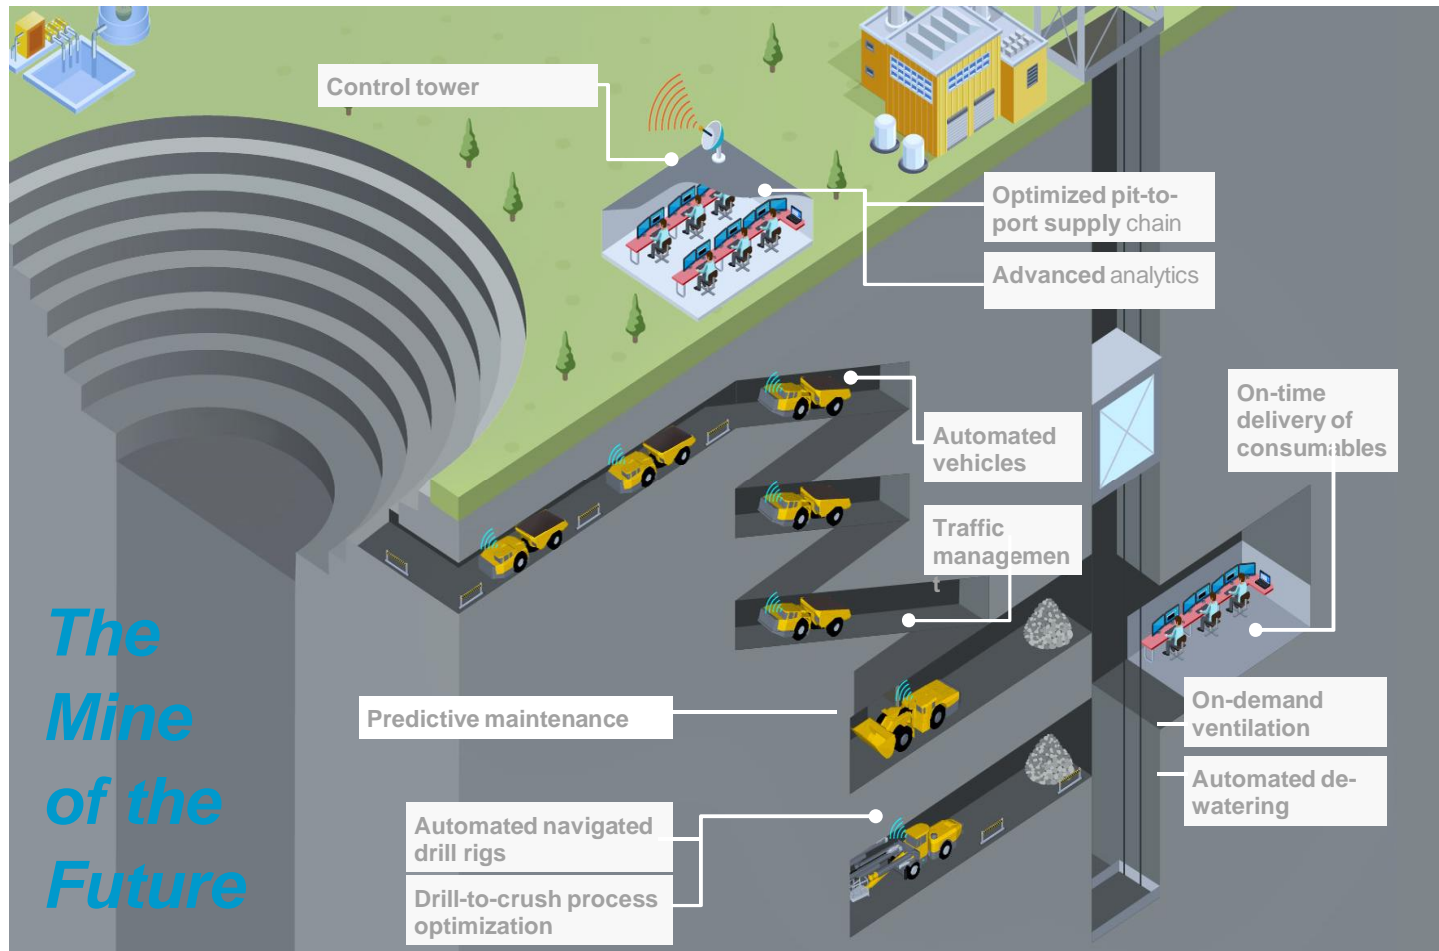 Control tower
Optimized pit-to-
port supply chain
Advanced analytics
On-time
delivery of
consumables
Automated
vehicles
Traffic
managemen
t
The
Mine
of the
Future
Predictive maintenance
On-demand
ventilation
Automated de-
watering
Automated navigated
drill rigs
Drill-to-crush process
optimization